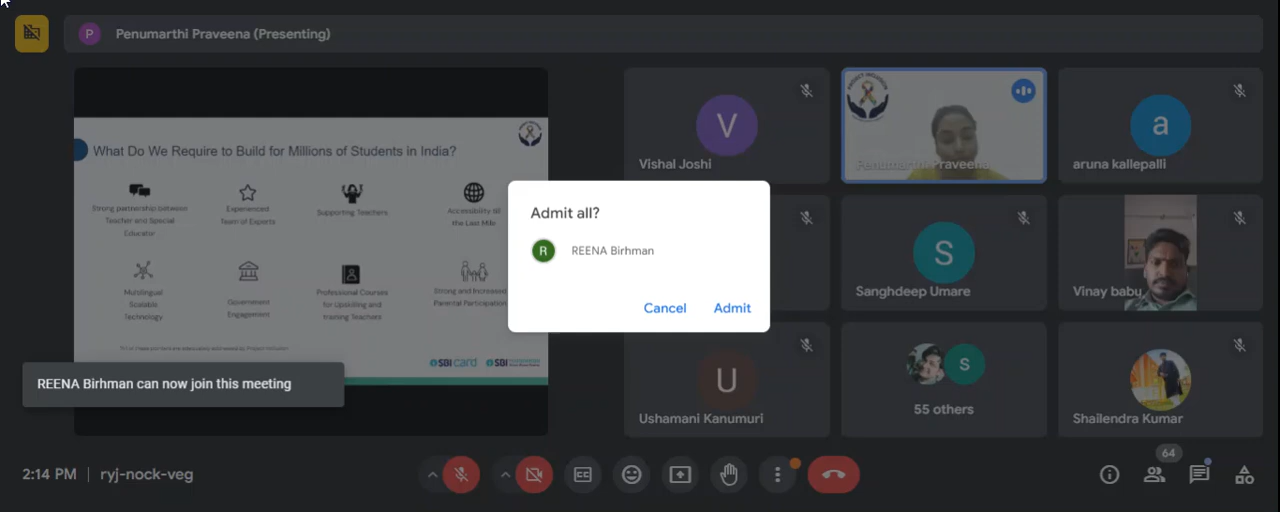 P Penumarthi Praveena (Presenting)
What Do We Require to Build for Millions of Students in India?
Strong partnership between
Teacher and Special
Educator
Experienced
Team of Experts
Supporting Teachers
Accessibility till
the Last Mile
Multilingual
Scalable
Technology
Government
Engagement
Professional Courses
for Upskilling and
training Teachers
Strong and Increased
Parental Participation
SBI card
SBI
REENA Birhman can now join this meeting
Admit all?
R REENA Birhman
Cancel Admit
V
Vishal Joshi
Penumarthi Praveena
a
aruna kallepalli
S
Sanghdeep Umare
Vinay babu
U
Ushamani Kanumuri
S
55 others
Shailendra Kumar
2:14 PM | ryj-nock-veg
CC
64